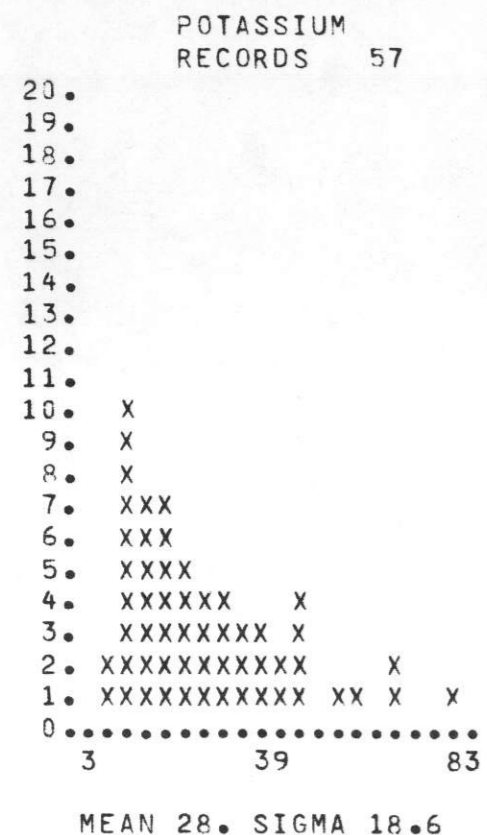 POTASSIUM
RECORDS 57
20.
19.
18.
17.
16.
15.
14.
13.
12.
11.
10. X
9. X
8. X
7. XXX
6. XXX
5. XXXX
4. XXXXXX X
3. XXXXXXXX X
2. XXXXXXXXXXX X
1. XXXXXXXXXXX XX X X
0......................
3 39 83
MEAN 28. SIGMA 18.6